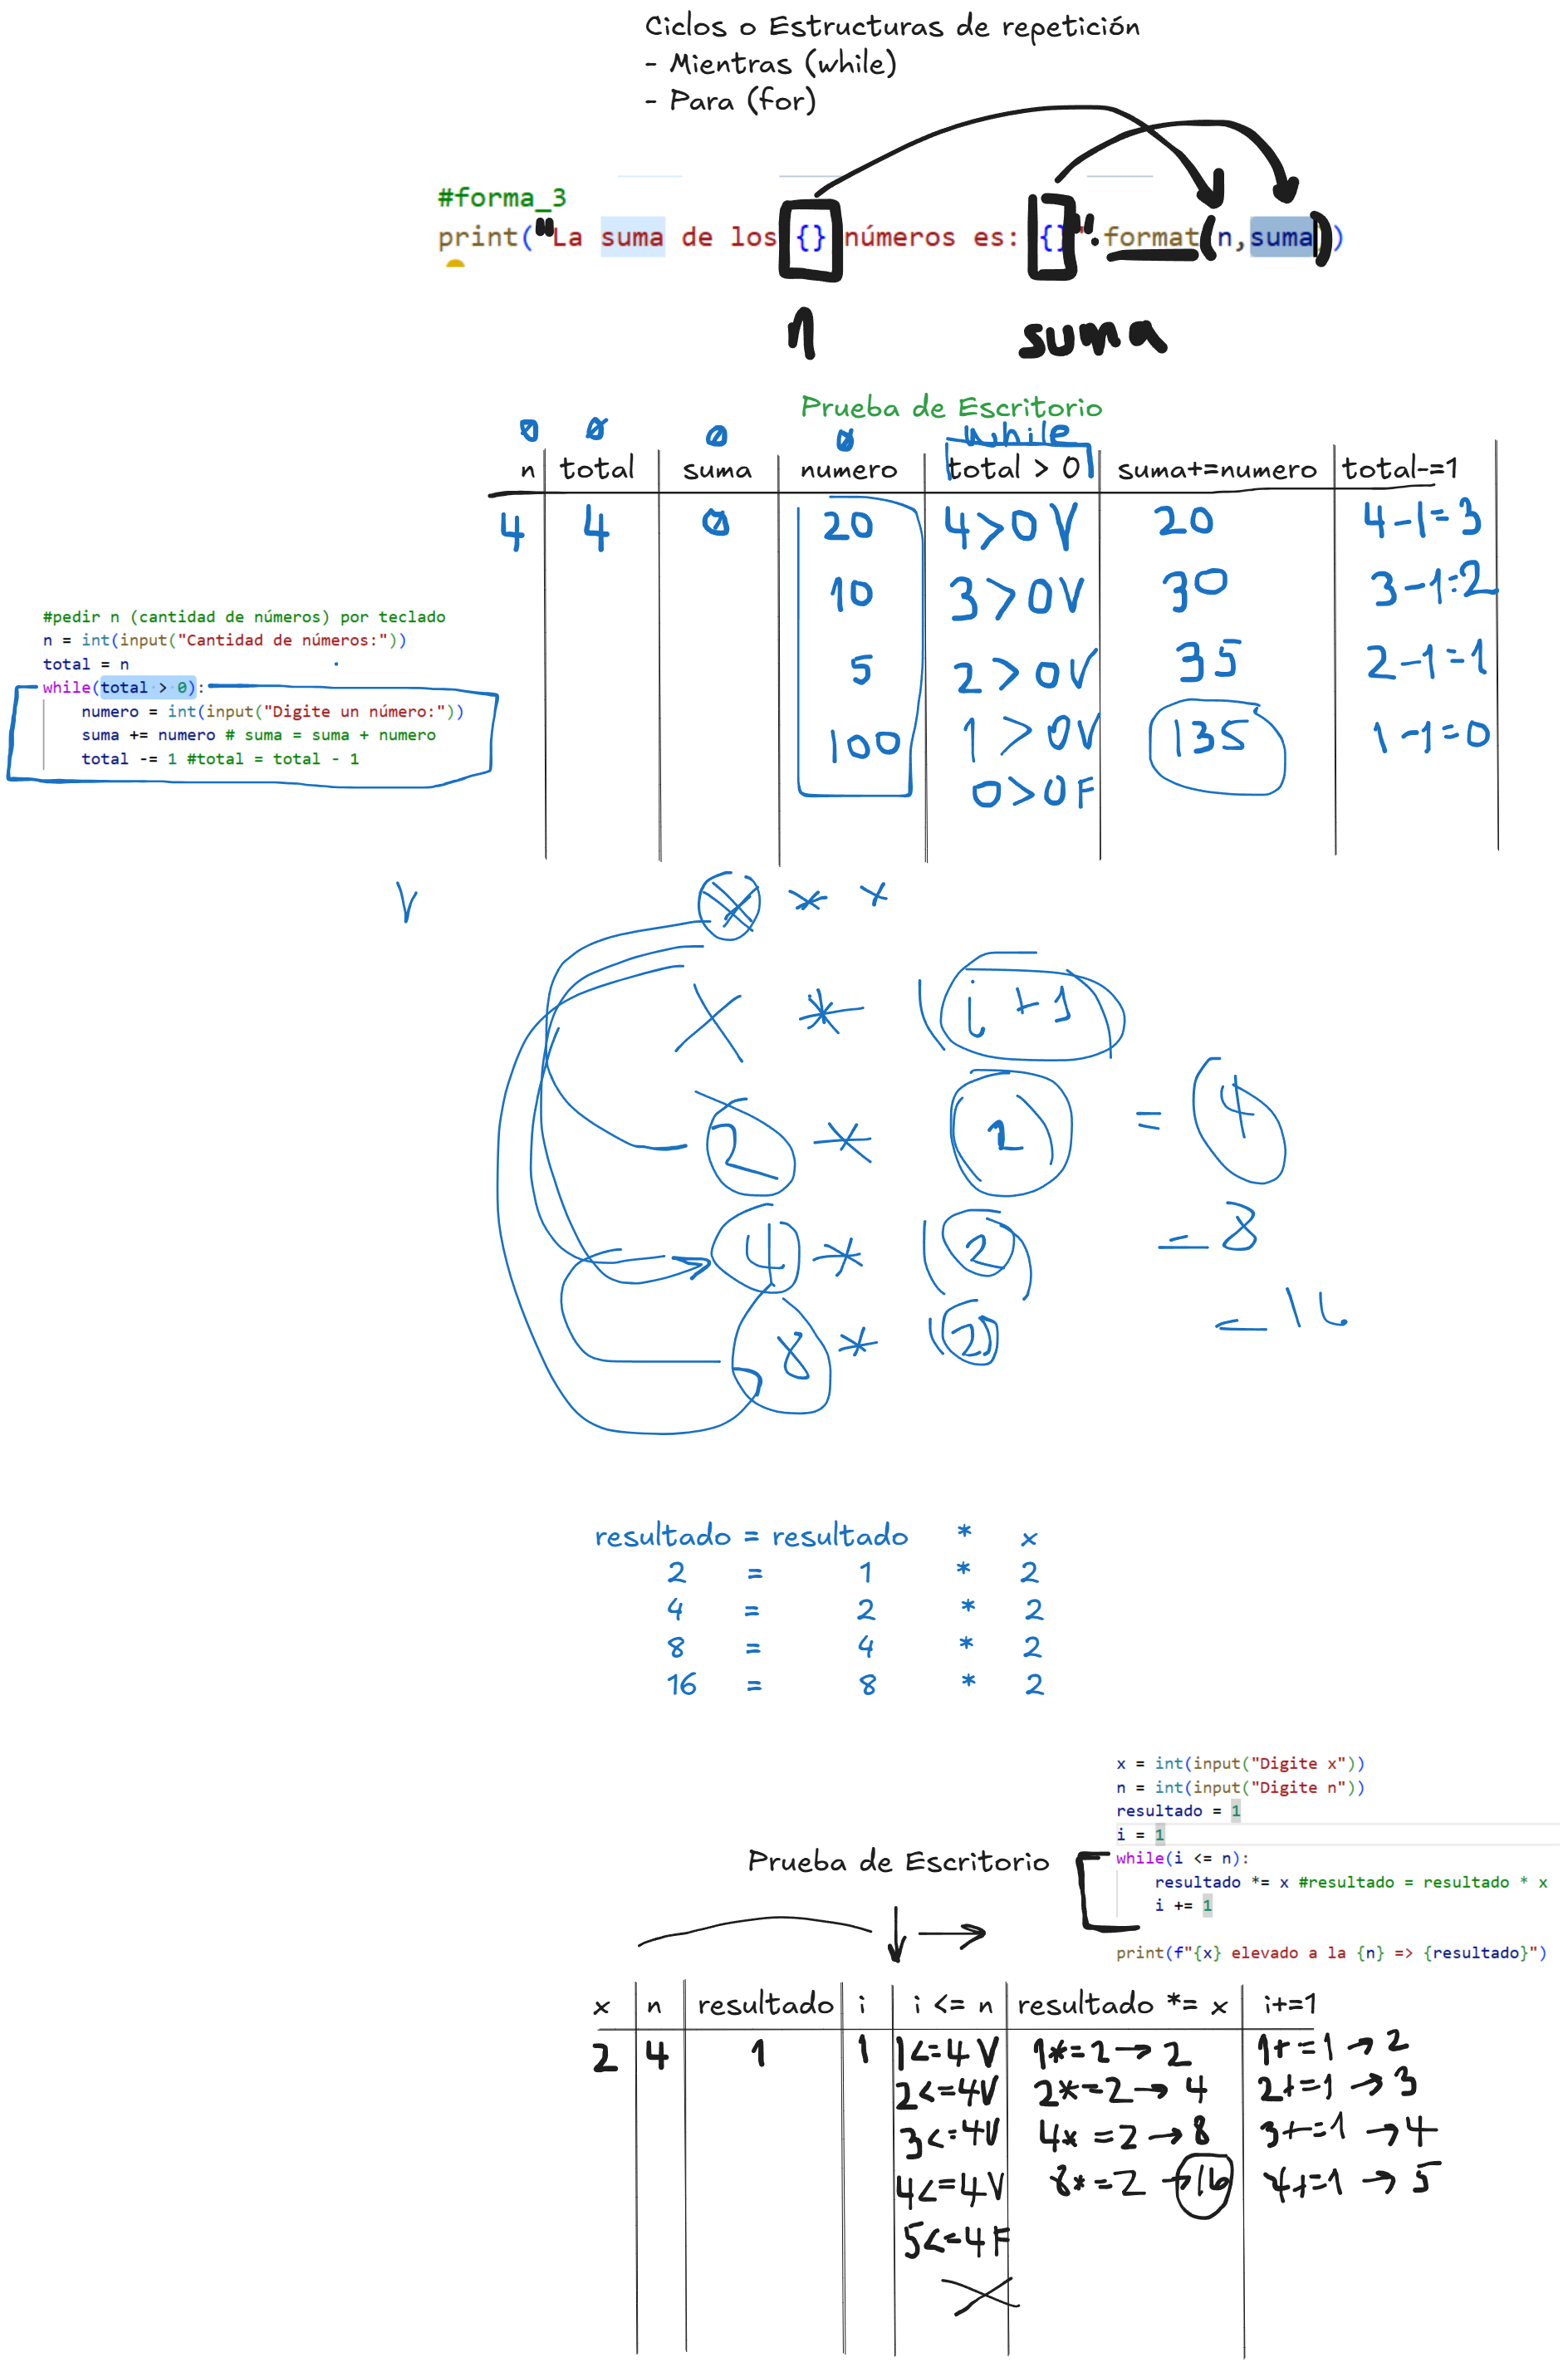 Ciclos o Estructuras de repetición
- Mientras (while)
- Para (for)
#forma_3
print("La suma de los {} números es: {}".format(n,suma))
n suma
Prueba de Escritorio
0 0 0 0 while
n total suma numero total > 0 suma+=numero total-=1
4 4 0 20 4>0 V 20 4-1=3
10 3>0V 30 3-1=2
5 2>0V 35 2-1=1
100 1>0V 135 1-1=0
0>0F
#pedir n (cantidad de números) por teclado
n = int(input("Cantidad de números:"))
total = n
while(total > 0):
numero = int(input("Digite un número:"))
suma += numero # suma = suma + numero
total -= 1 #total = total - 1
V
x * x
x * (i+1)
2 * (2) = 4
4 * (2) = 8
8 * (2) = 16
resultado = resultado * x
2 = 1 * 2
4 = 2 * 2
8 = 4 * 2
16 = 8 * 2
x = int(input("Digite x"))
n = int(input("Digite n"))
resultado = 1
i = 1
while(i <= n):
resultado *= x #resultado = resultado * x
i += 1
print(f"{x} elevado a la {n} => {resultado}")
Prueba de Escritorio
x n resultado i i <= n resultado *= x i+=1
2 4 1 1 1<=4 V 1*=2→2 1+=1→2
2<=4V 2*=2→4 2+=1→3
3<=4V 4*=2→8 3+=1→4
4<=4V 8*=2→16 4+=1→5
5<=4F